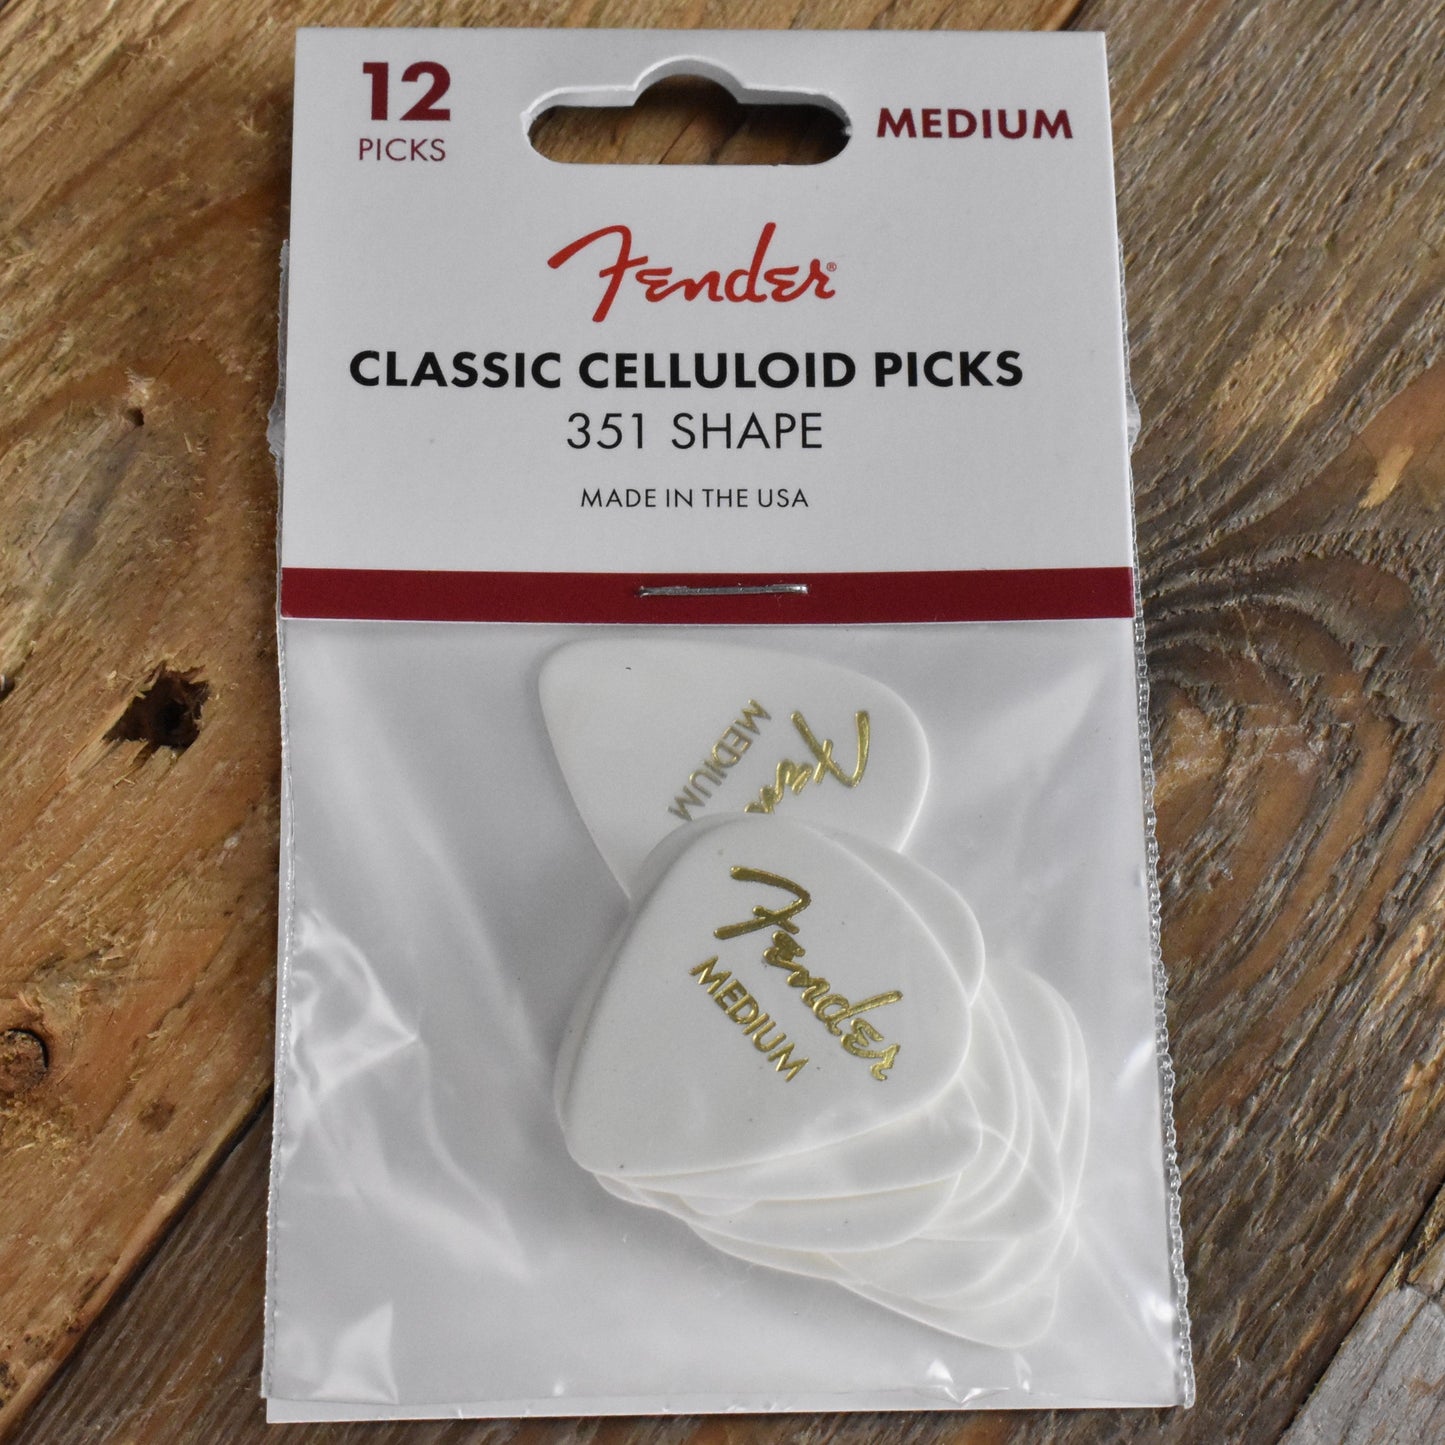 12
PICKS
MEDIUM
Fender®
CLASSIC CELLULOID PICKS
351 SHAPE
MADE IN THE USA
MEDIUM
Fender
MEDIUM